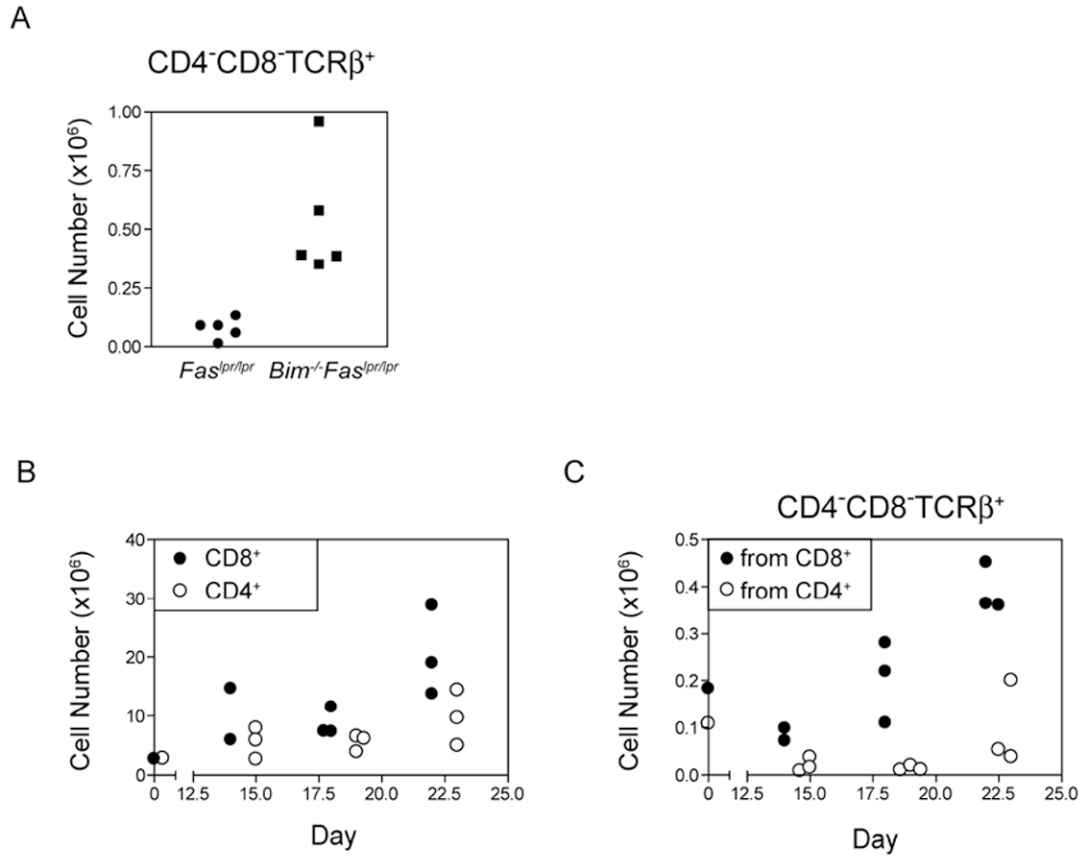 A
CD4⁻CD8⁻TCRβ⁺
Cell Number (x10⁶)
1.00
0.75
0.50
0.25
0.00
Fas^lpr/lpr Bim^-/-Fas^lpr/lpr
B
Cell Number (x10⁶)
40
30
20
10
0
CD8⁺
CD4⁺
0 12.5 15.0 17.5 20.0 22.5 25.0
Day
C
CD4⁻CD8⁻TCRβ⁺
Cell Number (x10⁶)
0.5
0.4
0.3
0.2
0.1
0.0
from CD8⁺
from CD4⁺
0 12.5 15.0 17.5 20.0 22.5 25.0
Day